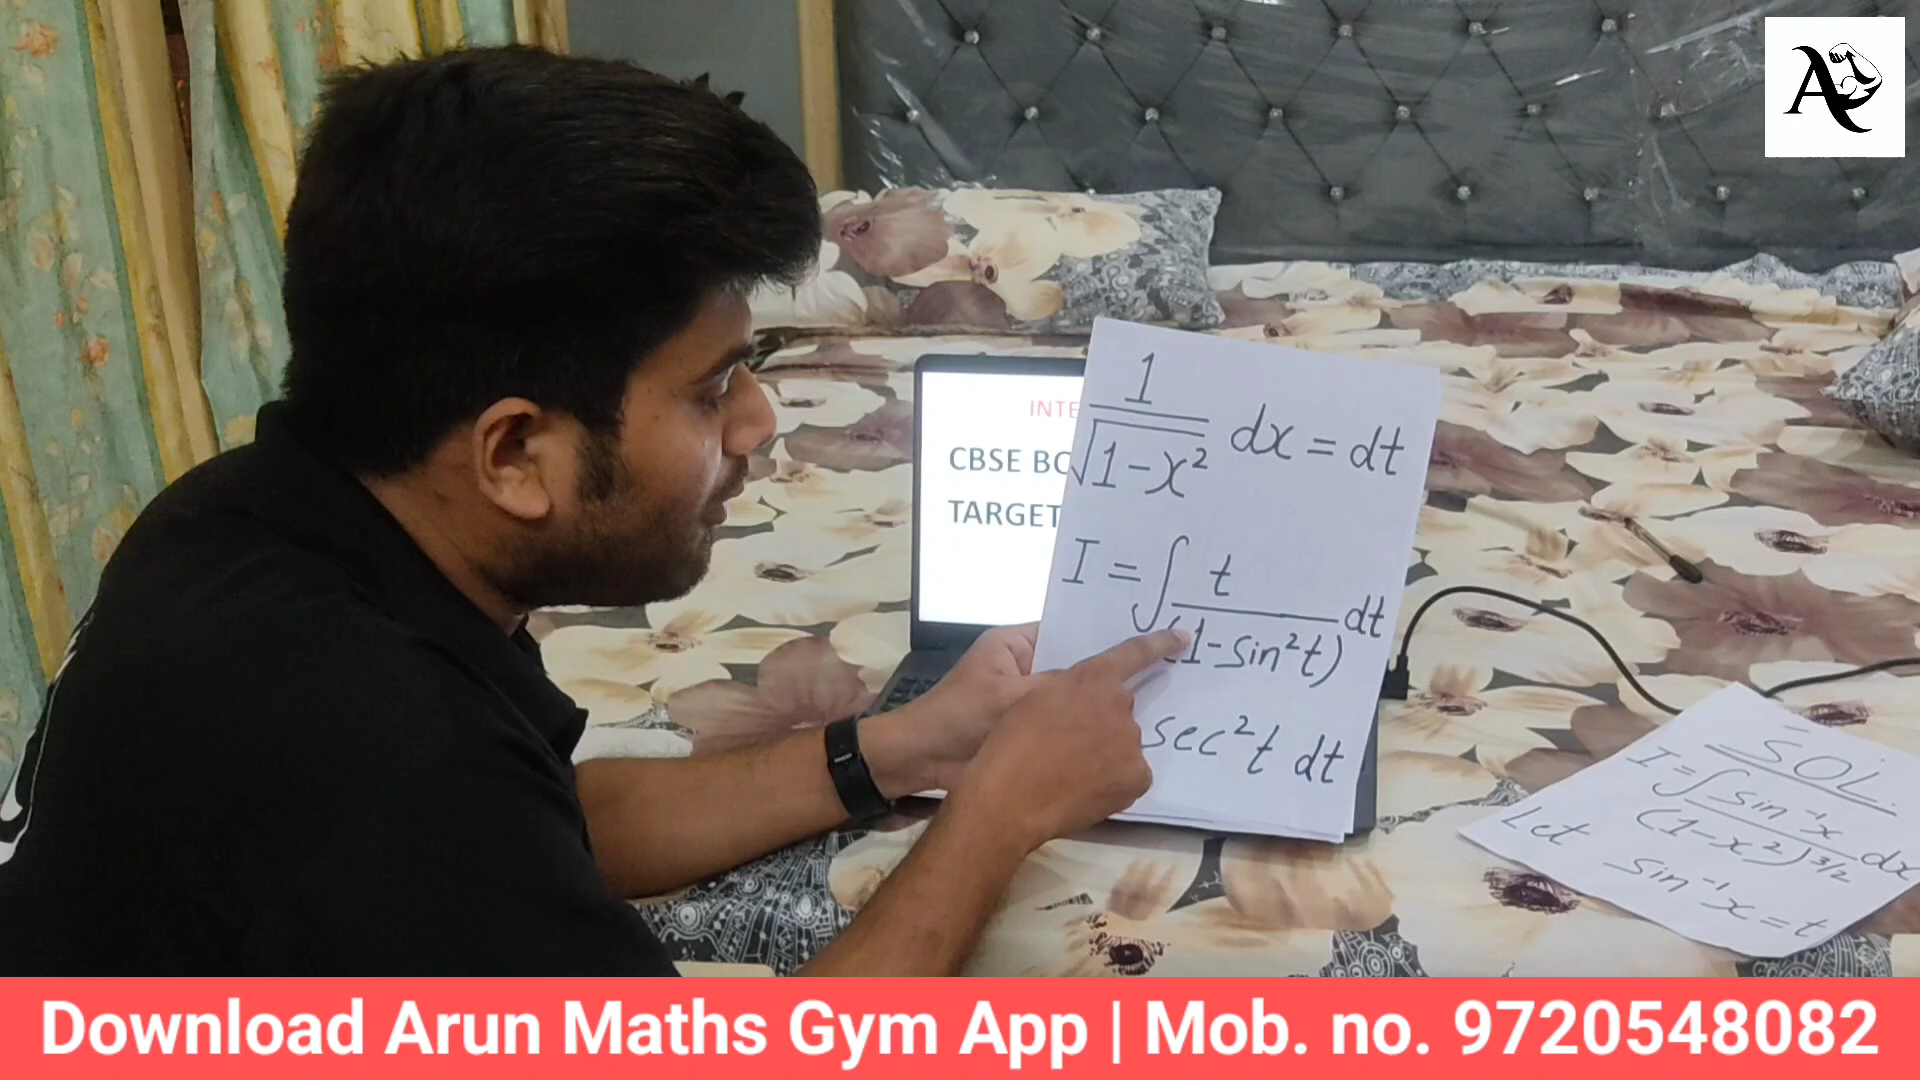 INTE
CBSE BO
TARGET
1
√1-x² dx = dt
I = ∫ t
(1-sin²t) dt
sec²t dt
SOL.
I = ∫ sin⁻¹x
(1-x²)³/² dx
Let sin⁻¹x = t
Download Arun Maths Gym App | Mob. no. 9720548082